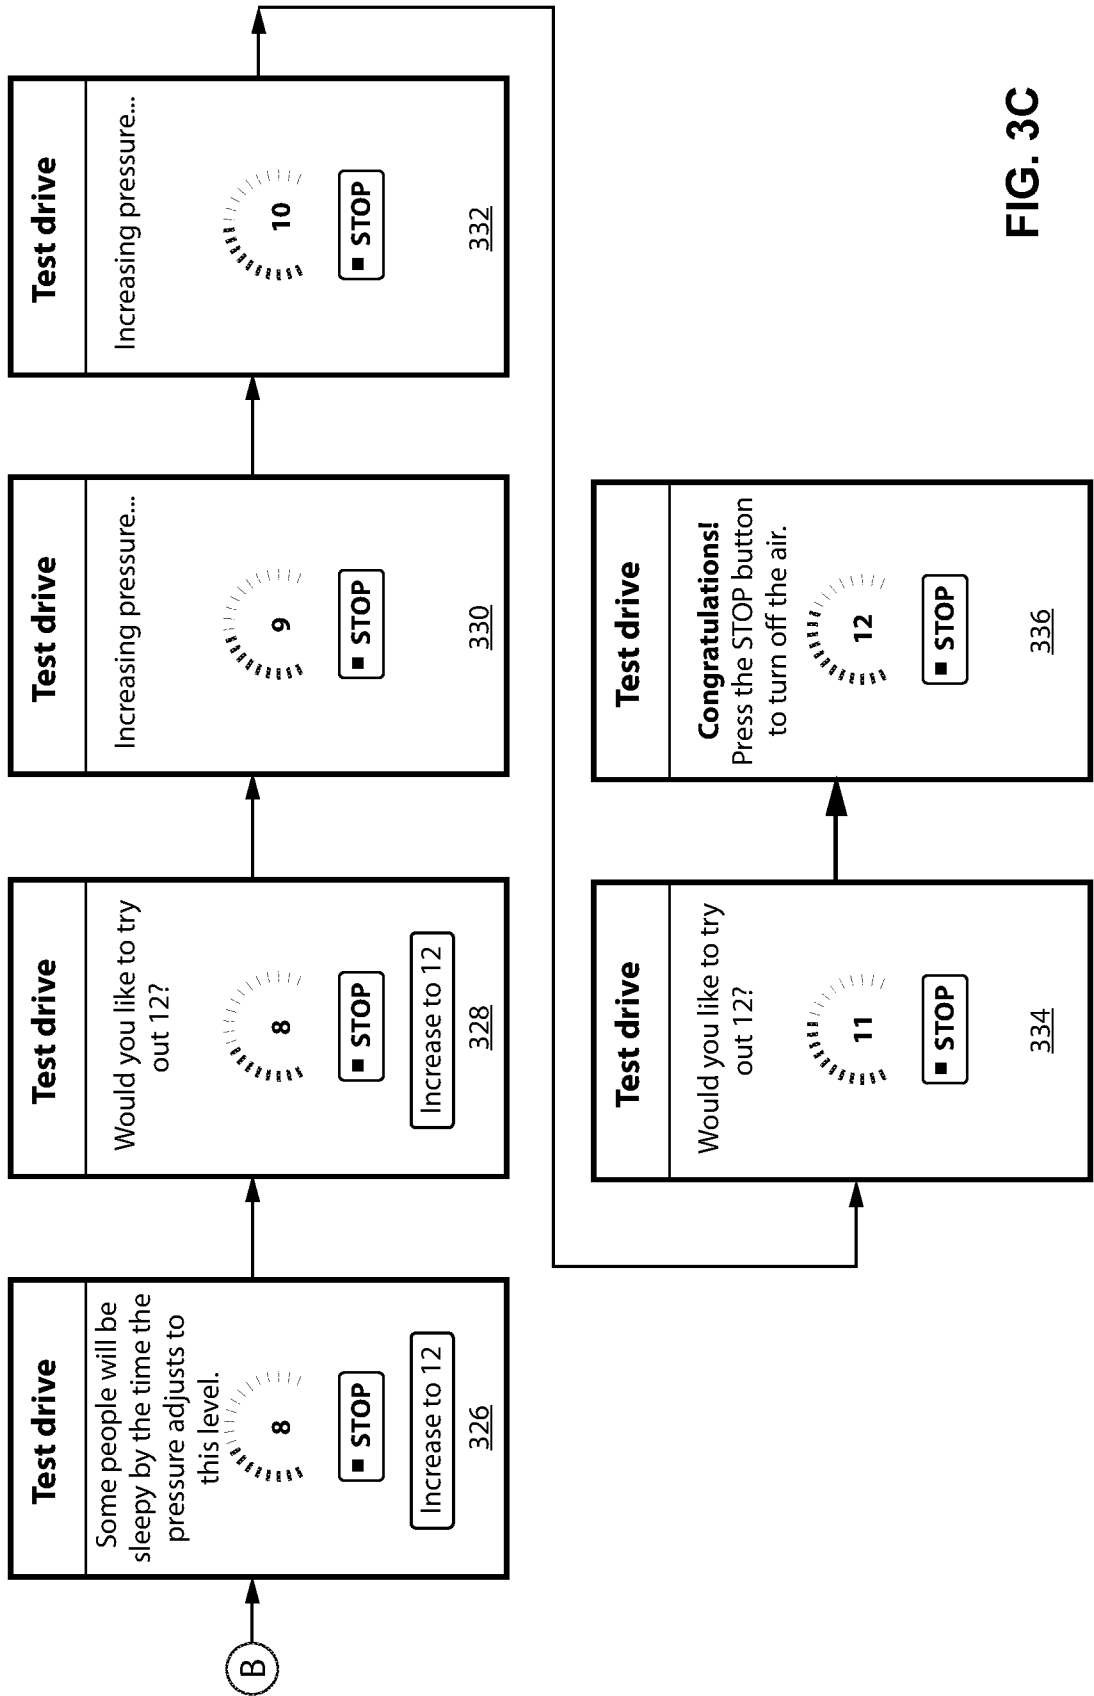 B
Test drive
Some people will be
sleepy by the time the
pressure adjusts to
this level.
8
STOP
Increase to 12
326
Test drive
Would you like to try
out 12?
8
STOP
Increase to 12
328
Test drive
Increasing pressure...
9
STOP
330
Test drive
Increasing pressure...
10
STOP
332
Test drive
Would you like to try
out 12?
11
STOP
334
Test drive
Congratulations!
Press the STOP button
to turn off the air.
12
STOP
336
FIG. 3C